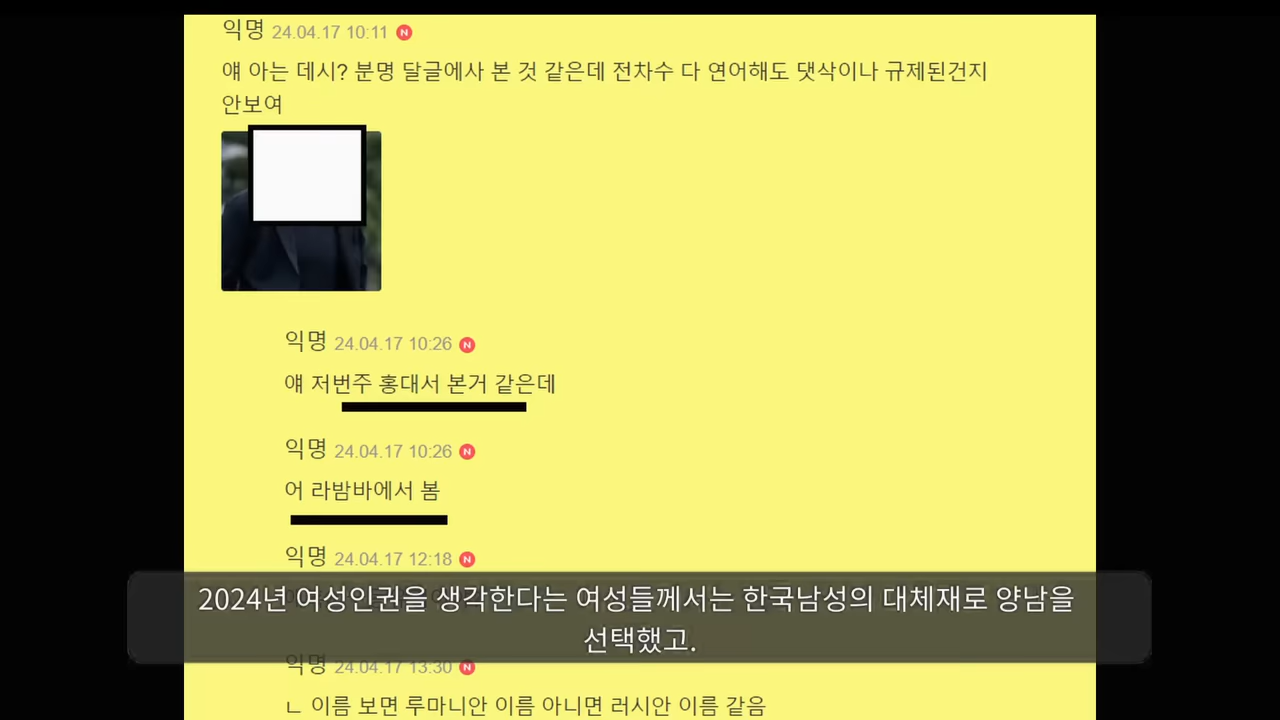 익명 24.04.17 10:11 N
얘 아는 데시? 분명 달글에사 본 것 같은데 전차수 다 연어해도 댓삭이나 규제된건지
안보여
익명 24.04.17 10:26 N
얘 저번주 홍대서 본거 같은데
익명 24.04.17 10:26 N
어 라밤바에서 봄
익명 24.04.17 12:18 N
2024년 여성인권을 생각한다는 여성들께서는 한국남성의 대체재로 양남을
선택했고.
익명 24.04.17 13:30 N
ㄴ 이름 보면 루마니안 이름 아니면 러시안 이름 같음